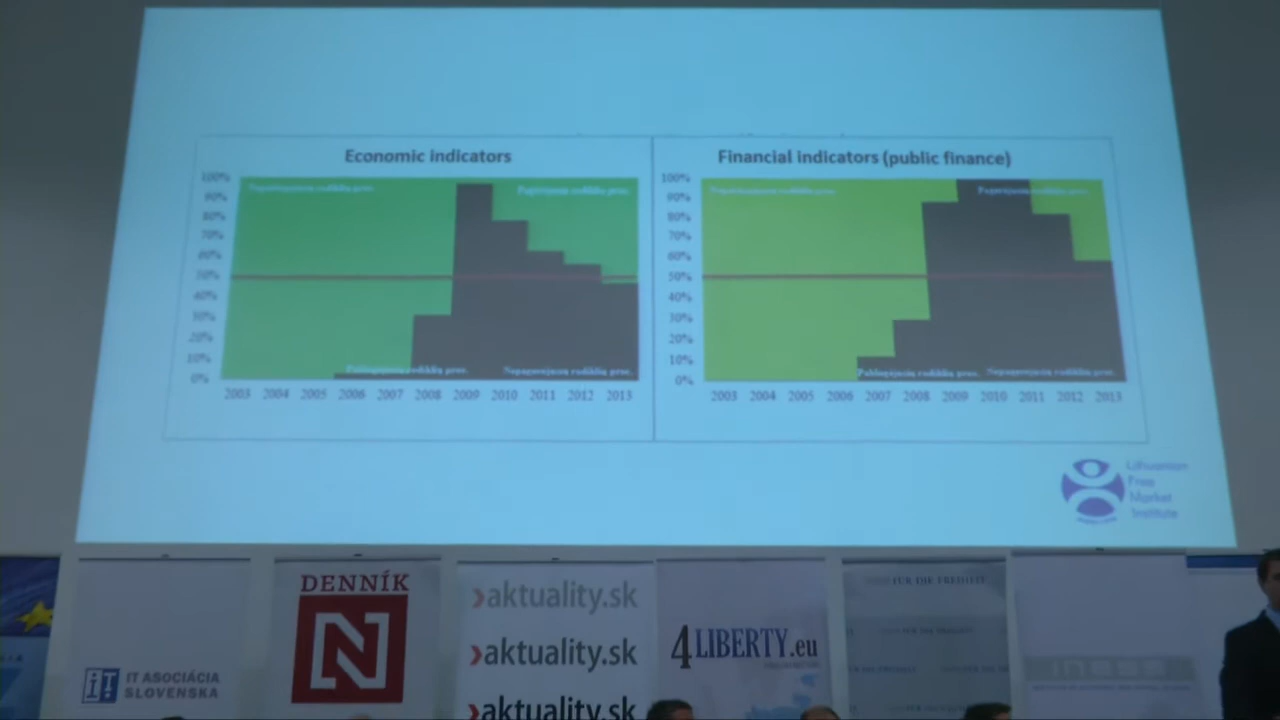 Economic indicators
100%
90%
80%
70%
60%
50%
40%
30%
20%
10%
0%
2003 2004 2005 2006 2007 2008 2009 2010 2011 2012 2013
Financial indicators (public finance)
100%
90%
80%
70%
60%
50%
40%
30%
20%
10%
0%
2003 2004 2005 2006 2007 2008 2009 2010 2011 2012 2013
Lithuanian
Free
Market
Institute
IT ASOCIÁCIA
SLOVENSKA
DENNÍK
N
›aktuality.sk
›aktuality.sk
›aktuality.sk
4LIBERTY.eu
FÜR DIE FREIHEIT